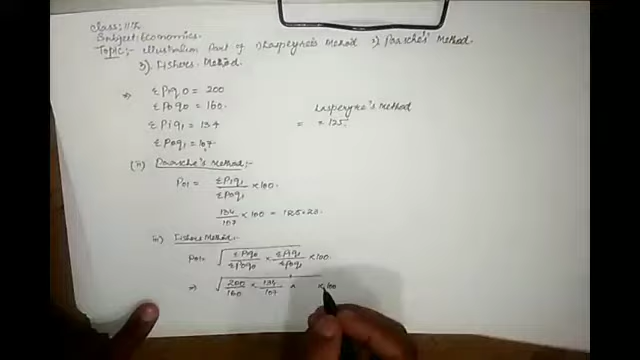 Class: 11th
Subject: Economics.
Topic:- illustration Part of 1) Laspeyre's Method 2). Paasche's Method.
3). Fishers Method
⇒ ΣP1q0 = 200
ΣP0q0 = 160.
ΣP1q1 = 134
ΣP0q1 = 107
Laspeyre's Method
= = 125.
(ii) Paasche's Method:-
P01 = ΣP1q1 / ΣP0q1 × 100.
134 / 107 × 100 = 125.20.
iii) Fishers Method:-
P01 = √ ΣP1q0 / ΣP0q0 × ΣP1q1 / ΣP0q1 × 100.
⇒ √ 200 / 160 × 134 / 107 × 100